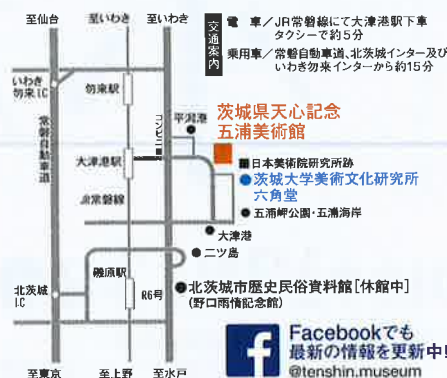 至仙台
至いわき
至いわき
交通案内
電　車／JR常磐線にて大津港駅下車
タクシーで約5分
乗用車／常磐自動車道、北茨城インター及び
いわき勿来インターから約15分
いわき
勿来I.C
勿来駅
常磐自動車道
コンビニ
平潟港
茨城県天心記念
五浦美術館
大津港駅
日本美術院研究所跡
茨城大学美術文化研究所
六角堂
JR常磐線
五浦岬公園・五浦海岸
大津港
二ツ島
磯原駅
北茨城
I.C
R6号
北茨城市歴史民俗資料館［休館中］
（野口雨情記念館）
至東京
至上野
至水戸
Facebookでも
最新の情報を更新中!
@tenshin.museum